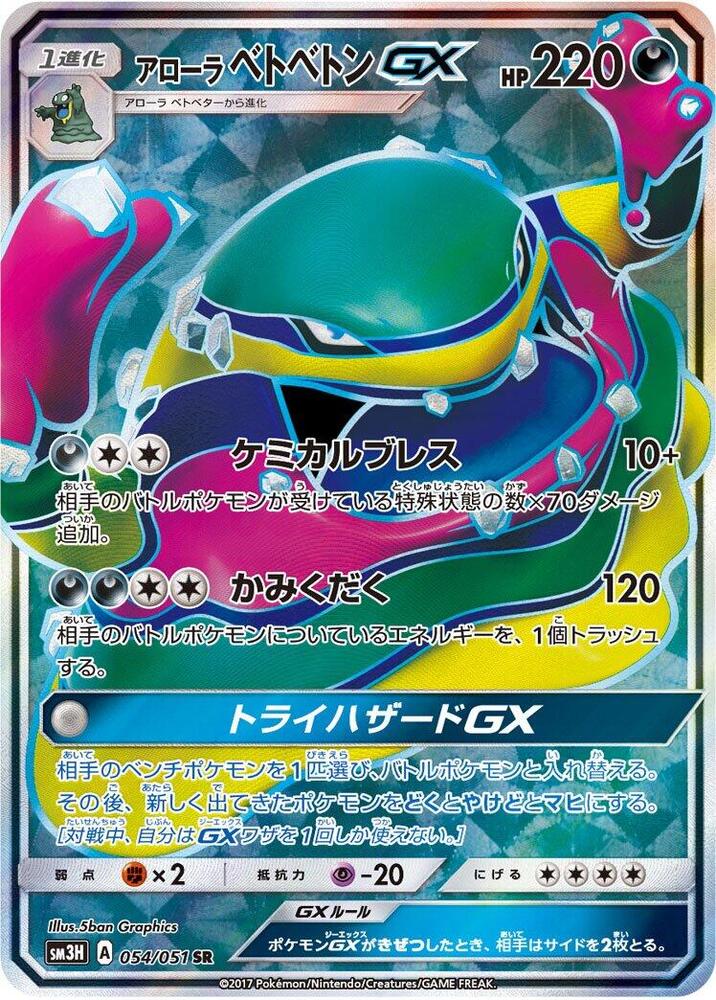 1進化
アローラ ベトベトンGX HP220
アローラ ベトベターから進化
ケミカルブレス 10+
相手のバトルポケモンが受けている特殊状態の数×70ダメージ
追加。
かみくだく 120
相手のバトルポケモンについているエネルギーを、1個トラッシュ
する。
トライハザードGX
相手のベンチポケモンを1匹選び、バトルポケモンと入れ替える。
その後、新しく出てきたポケモンをどくとやけどとマヒにする。
[対戦中、自分はGXワザを1回しか使えない。]
弱点 ×2 抵抗力 -20 にげる
Illus.5ban Graphics
GXルール
ポケモンGXがきぜつしたとき、相手はサイドを2枚とる。
SM3H A 054/051 SR
©2017 Pokémon/Nintendo/Creatures/GAME FREAK.